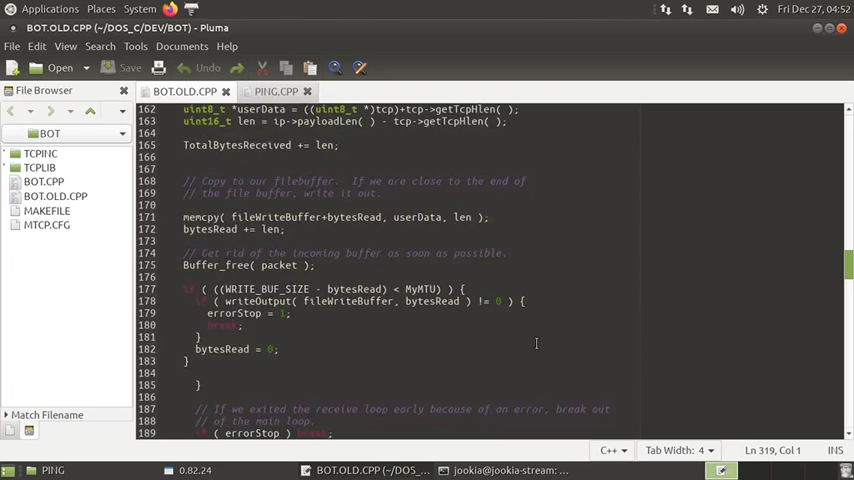 Applications Places System Fri Dec 27, 04:52
BOT.OLD.CPP (~/DOS_C/DEV/BOT) - Pluma
File Edit View Search Tools Documents Help
Open Save Undo
File Browser
BOT.OLD.CPP PING.CPP
BOT
TCPINC
TCPLIB
BOT.CPP
BOT.OLD.CPP
MAKEFILE
MTCP.CFG
Match Filename
162 uint8_t *userData = ((uint8_t *)tcp)+tcp->getTcpHlen( );
163 uint16_t len = ip->payloadLen( ) - tcp->getTcpHlen( );
164
165 TotalBytesReceived += len;
166
167
168 // Copy to our filebuffer. If we are close to the end of
169 // the file buffer, write it out.
170
171 memcpy( fileWriteBuffer+bytesRead, userData, len );
172 bytesRead += len;
173
174 // Get rid of the incoming buffer as soon as possible.
175 Buffer_free( packet );
176
177 if ( ((WRITE_BUF_SIZE - bytesRead) < MyMTU) ) {
178 if ( writeOutput( fileWriteBuffer, bytesRead ) != 0 ) {
179 errorStop = 1;
180 break;
181 }
182 bytesRead = 0;
183 }
184
185 }
186
187 // If we exited the receive loop early because of an error, break out
188 // of the main loop.
189 if ( errorStop ) break;
C++ Tab Width: 4 Ln 319, Col 1 INS
PING 0.82.24 BOT.OLD.CPP (~/DOS_... jookia@jookia-stream: ...